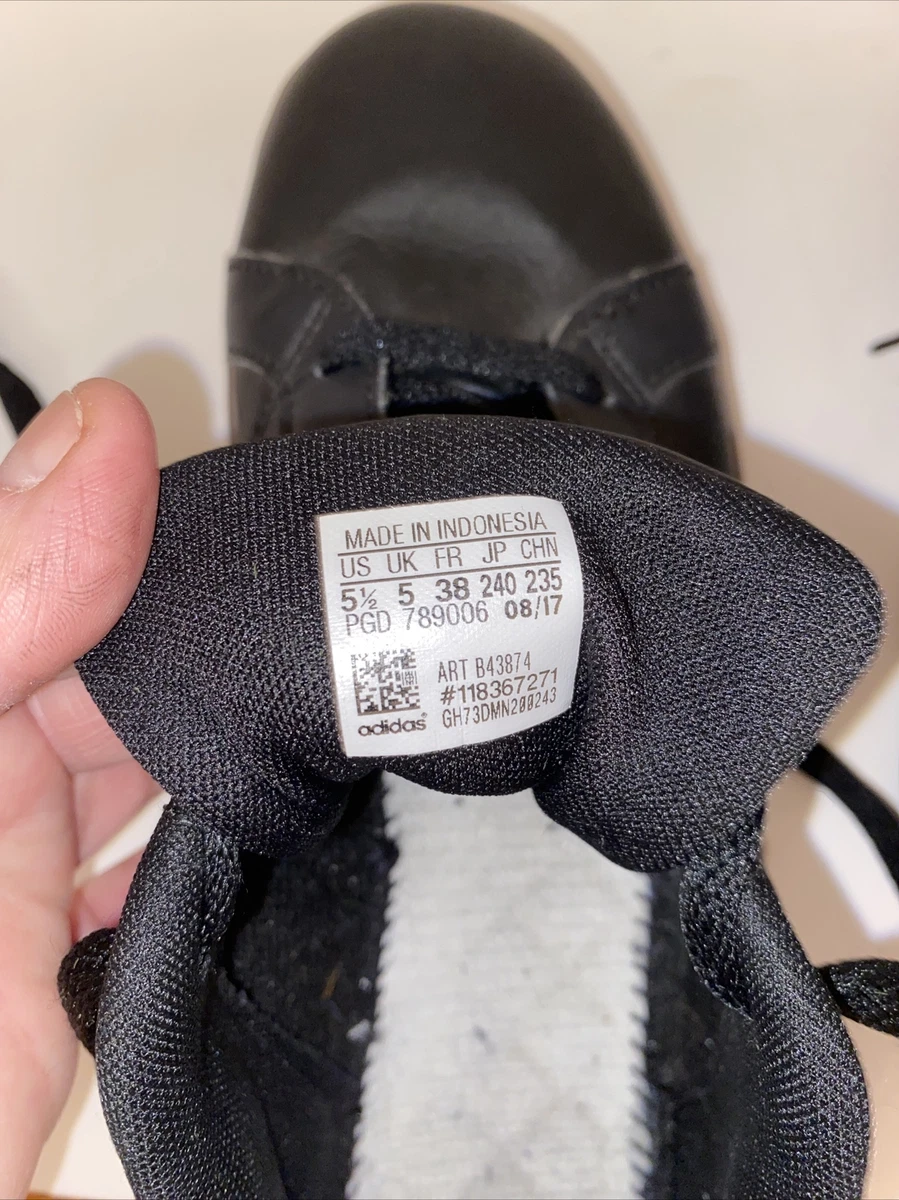 MADE IN INDONESIA
US UK FR JP CHN
5½ 5 38 240 235
PGD 789006 08/17
ART B43874
#118367271
GH73DMN200243
adidas®